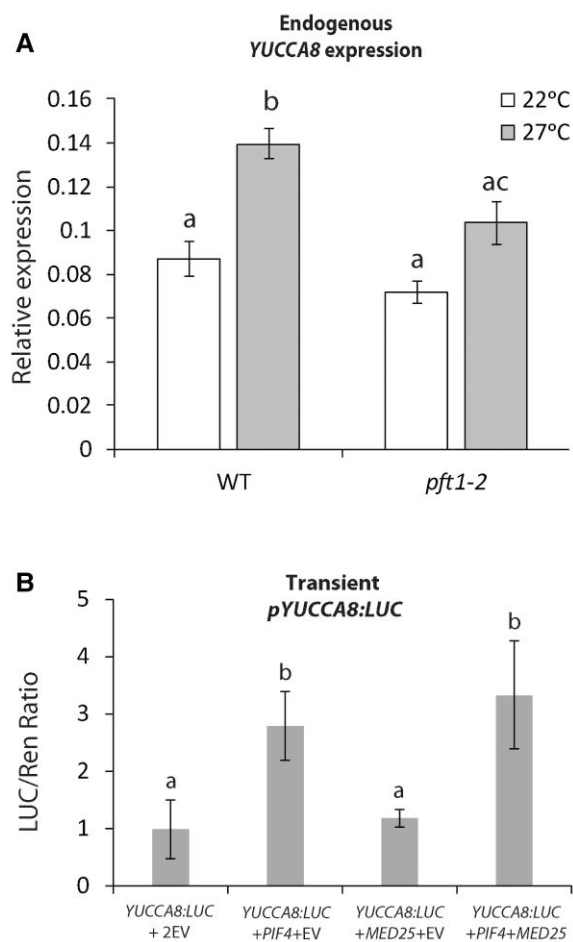 A
Endogenous
YUCCA8 expression
22°C
27°C
Relative expression
0.16
0.14
0.12
0.1
0.08
0.06
0.04
0.02
0
a
b
a
ac
WT
pft1-2
B
Transient
pYUCCA8:LUC
LUC/Ren Ratio
5
4
3
2
1
0
a
b
a
b
YUCCA8:LUC
+ 2EV
YUCCA8:LUC
+PIF4+EV
YUCCA8:LUC
+MED25+EV
YUCCA8:LUC
+PIF4+MED25